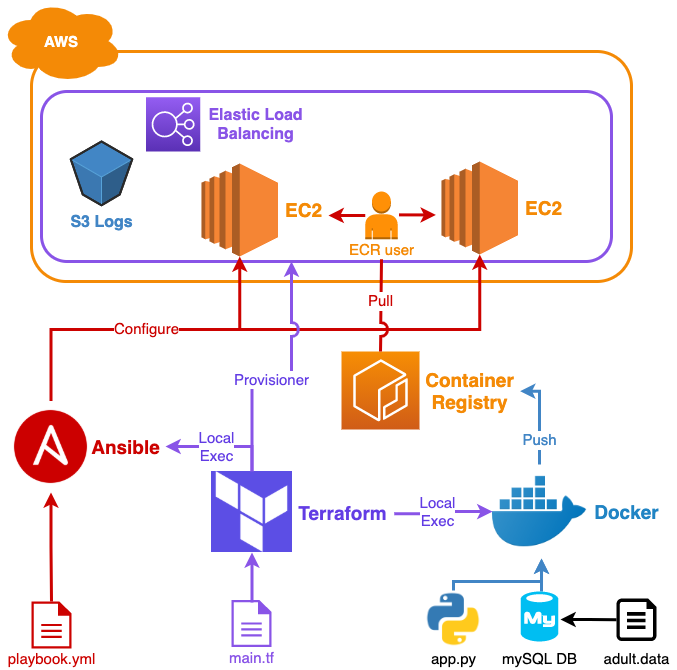 AWS
Elastic Load
Balancing
S3 Logs
EC2
EC2
ECR user
Pull
Configure
Provisioner
Container
Registry
Push
Ansible
Local
Exec
Terraform
Local
Exec
Docker
My
playbook.yml
main.tf
app.py
mySQL DB
adult.data